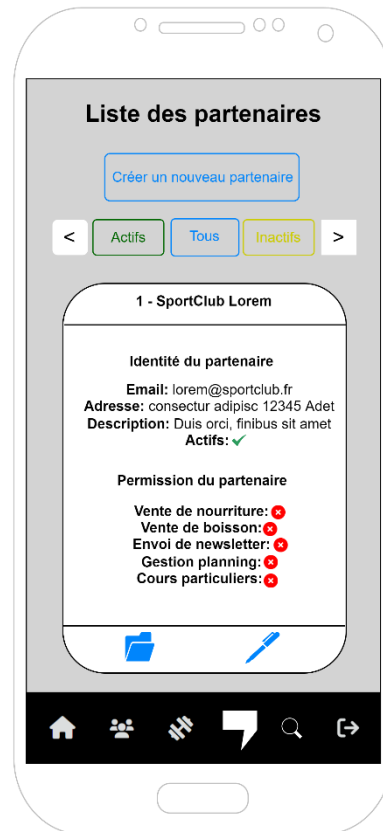 Liste des partenaires
Créer un nouveau partenaire
< Actifs Tous Inactifs >
1 - SportClub Lorem
Identité du partenaire
Email: lorem@sportclub.fr
Adresse: consectur adipisc 12345 Adet
Description: Duis orci, finibus sit amet
Actifs:
Permission du partenaire
Vente de nourriture:
Vente de boisson:
Envoi de newsletter:
Gestion planning:
Cours particuliers: